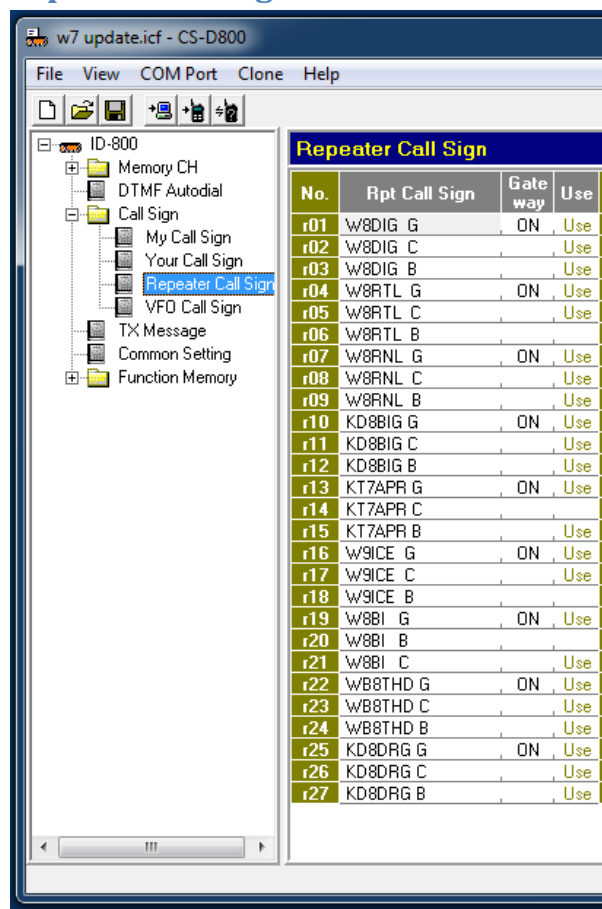 w7 update.icf - CS-D800
File View COM Port Clone Help
ID-800
Memory CH
DTMF Autodial
Call Sign
My Call Sign
Your Call Sign
Repeater Call Sign
VFO Call Sign
TX Message
Common Setting
Function Memory
Repeater Call Sign
No. Rpt Call Sign Gate way Use
r01 W8DIG G ON Use
r02 W8DIG C Use
r03 W8DIG B Use
r04 W8RTL G ON Use
r05 W8RTL C Use
r06 W8RTL B
r07 W8RNL G ON Use
r08 W8RNL C Use
r09 W8RNL B Use
r10 KD8BIG G ON Use
r11 KD8BIG C Use
r12 KD8BIG B Use
r13 KT7APR G ON Use
r14 KT7APR C
r15 KT7APR B Use
r16 W9ICE G ON Use
r17 W9ICE C Use
r18 W9ICE B
r19 W8BI G ON Use
r20 W8BI B
r21 W8BI C Use
r22 WB8THD G ON Use
r23 WB8THD C Use
r24 WB8THD B Use
r25 KD8DRG G ON Use
r26 KD8DRG C Use
r27 KD8DRG B Use